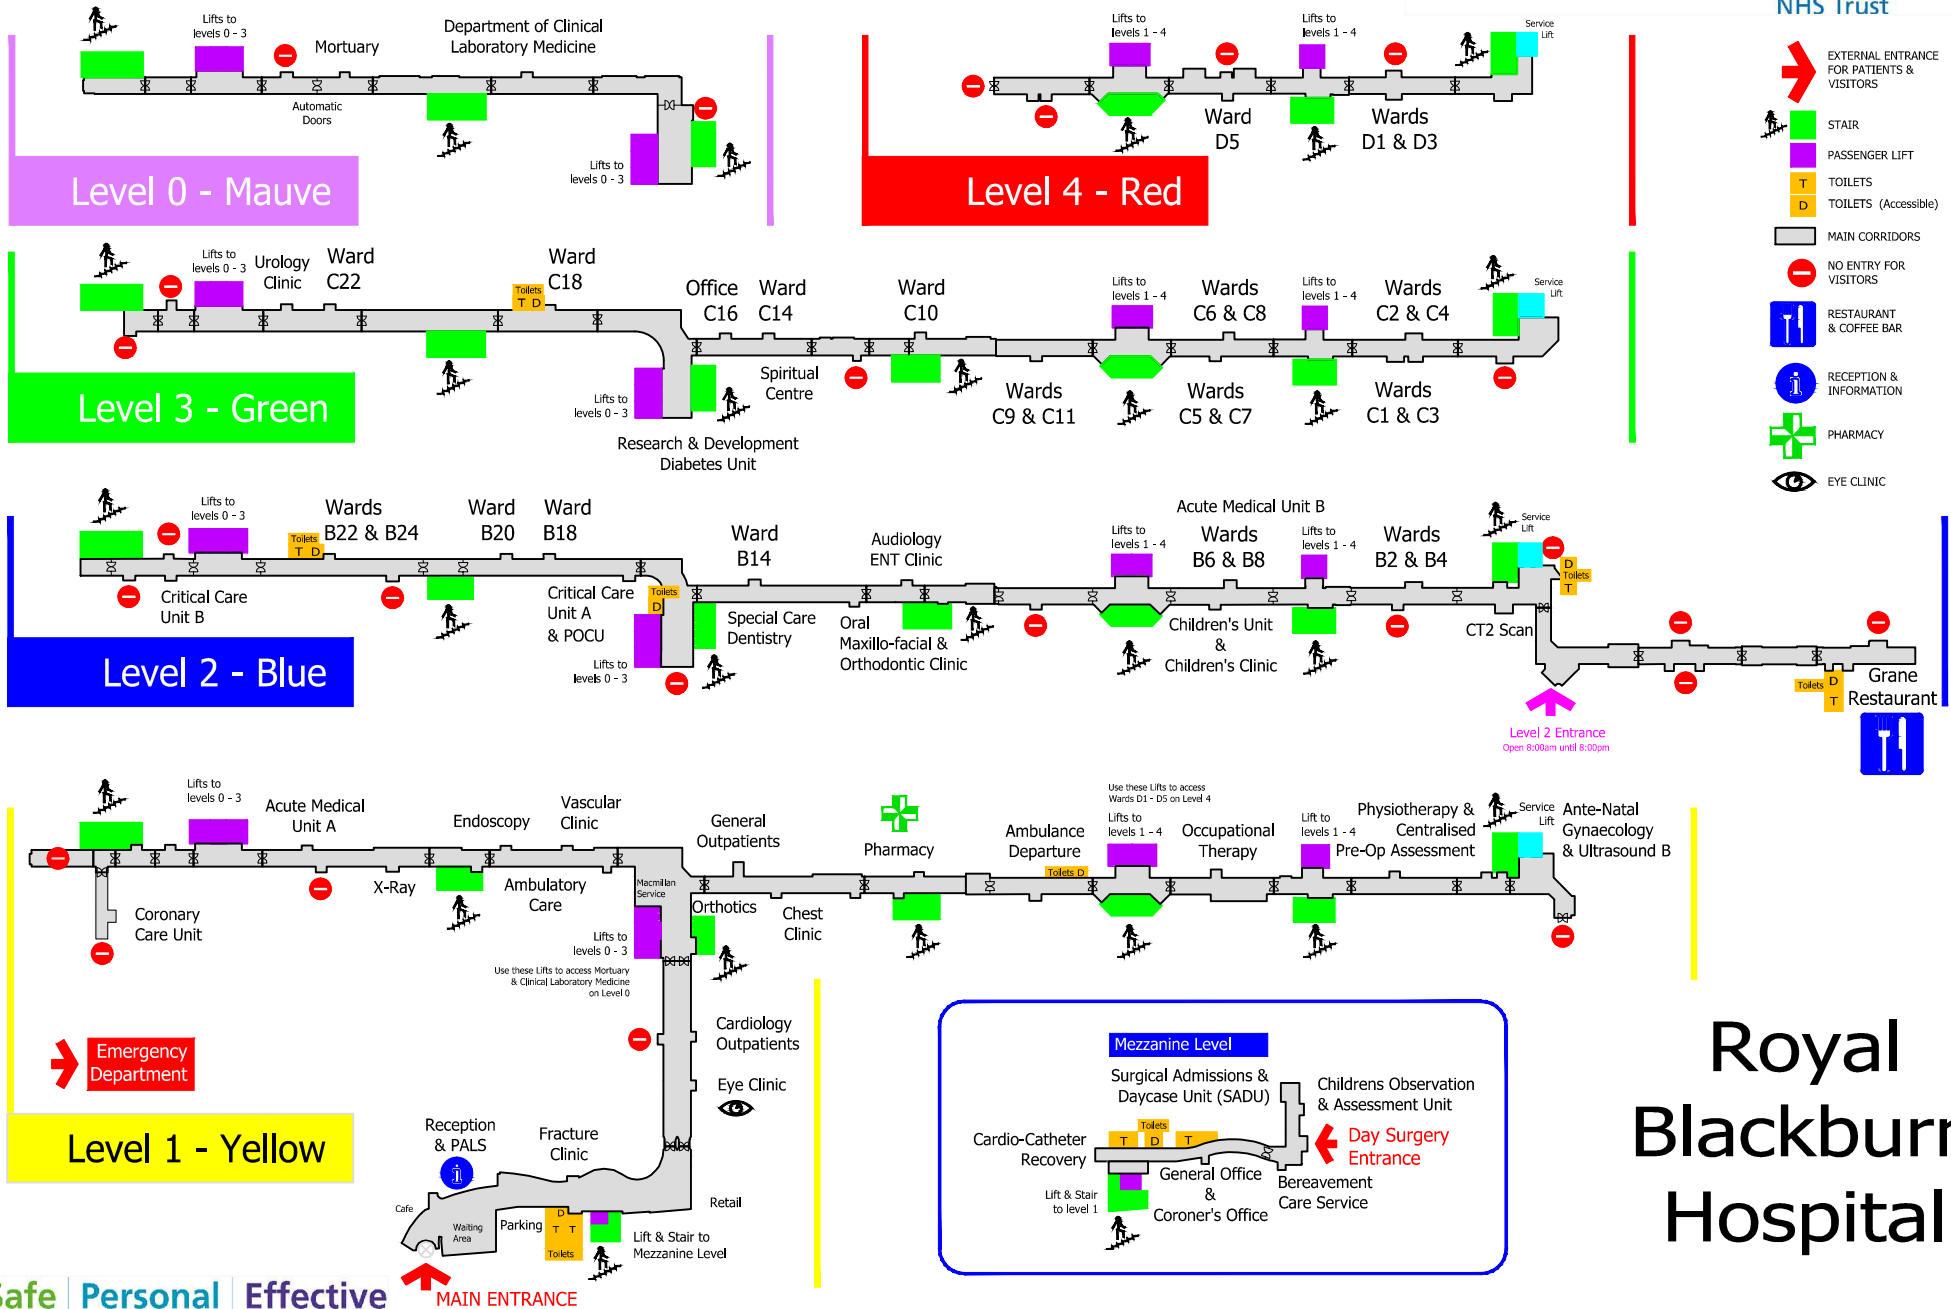 NHS Trust
Lifts to
levels 0 - 3
Mortuary
Department of Clinical
Laboratory Medicine
Automatic
Doors
Lifts to
levels 0 - 3
Level 0 - Mauve
Lifts to
levels 1 - 4
Lifts to
levels 1 - 4
Service
Lift
Ward
D5
Wards
D1 & D3
Level 4 - Red
EXTERNAL ENTRANCE
FOR PATIENTS &
VISITORS
STAIR
PASSENGER LIFT
T
TOILETS
D
TOILETS (Accessible)
MAIN CORRIDORS
NO ENTRY FOR
VISITORS
RESTAURANT
& COFFEE BAR
i
RECEPTION &
INFORMATION
PHARMACY
EYE CLINIC
Lifts to
levels 0 - 3
Urology
Clinic
Ward
C22
Toilets
T D
Ward
C18
Office
C16
Ward
C14
Ward
C10
Lifts to
levels 1 - 4
Wards
C6 & C8
Lifts to
levels 1 - 4
Wards
C2 & C4
Service
Lift
Spiritual
Centre
Wards
C9 & C11
Wards
C5 & C7
Wards
C1 & C3
Lifts to
levels 0 - 3
Research & Development
Diabetes Unit
Level 3 - Green
Lifts to
levels 0 - 3
Toilets
T D
Wards
B22 & B24
Ward
B20
Ward
B18
Ward
B14
Audiology
ENT Clinic
Lifts to
levels 1 - 4
Acute Medical Unit B
Wards
B6 & B8
Lifts to
levels 1 - 4
Wards
B2 & B4
Service
Lift
D
Toilets
T
Critical Care
Unit B
Critical Care
Unit A
& POCU
Toilets
D
Lifts to
levels 0 - 3
Special Care
Dentistry
Oral
Maxillo-facial &
Orthodontic Clinic
Children's Unit
&
Children's Clinic
CT2 Scan
Level 2 Entrance
Open 8:00am until 8:00pm
Toilets
D
T
Grane
Restaurant
Level 2 - Blue
Lifts to
levels 0 - 3
Acute Medical
Unit A
Endoscopy
Vascular
Clinic
General
Outpatients
Pharmacy
Ambulance
Departure
Toilets D
Use these Lifts to access
Wards D1 - D5 on Level 4
Lifts to
levels 1 - 4
Occupational
Therapy
Lift to
levels 1 - 4
Physiotherapy &
Centralised
Pre-Op Assessment
Service
Lift
Ante-Natal
Gynaecology
& Ultrasound B
Coronary
Care Unit
X-Ray
Ambulatory
Care
Macmillan
Service
Orthotics
Chest
Clinic
Lifts to
levels 0 - 3
Use these Lifts to access Mortuary
& Clinical Laboratory Medicine
on Level 0
Cardiology
Outpatients
Eye Clinic
Emergency
Department
Level 1 - Yellow
Reception
& PALS
i
Fracture
Clinic
Cafe
Waiting
Area
Parking
D
T T
Toilets
Retail
Lift & Stair to
Mezzanine Level
MAIN ENTRANCE
Mezzanine Level
Surgical Admissions &
Daycase Unit (SADU)
Childrens Observation
& Assessment Unit
Toilets
T D T
Cardio-Catheter
Recovery
Day Surgery
Entrance
General Office
&
Coroner's Office
Bereavement
Care Service
Lift & Stair
to level 1
Royal
Blackburn
Hospital
Safe | Personal | Effective